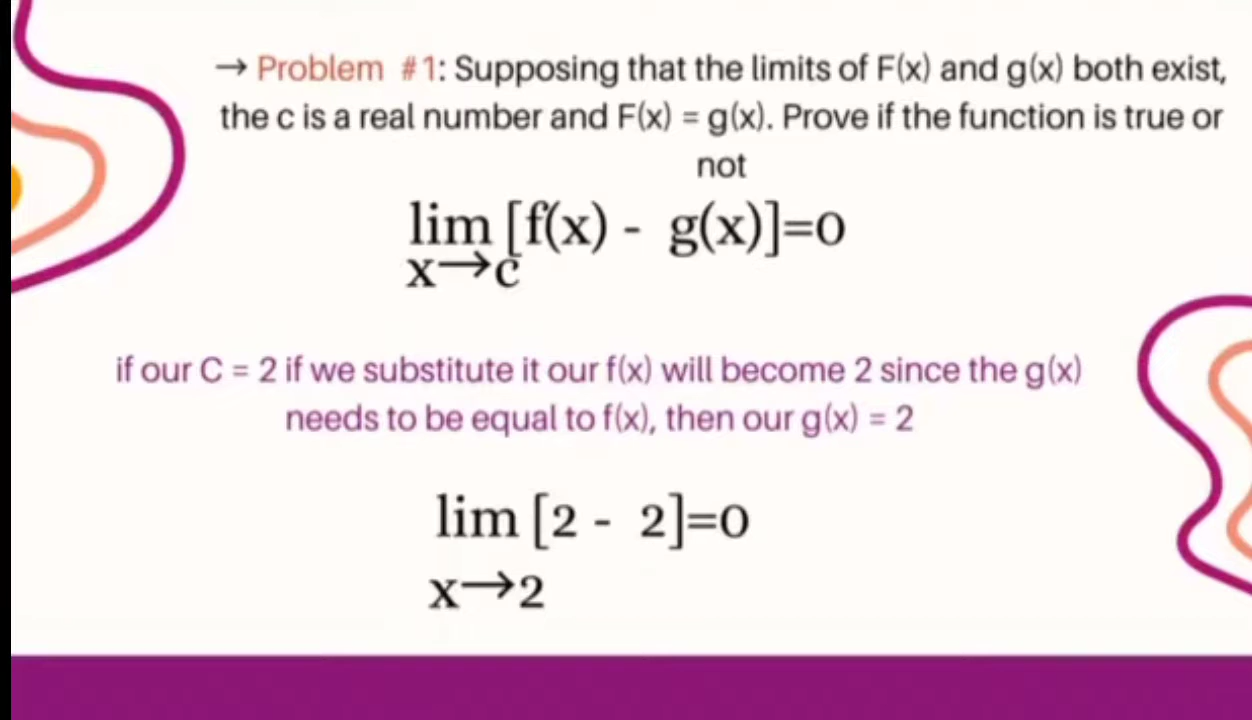 → Problem #1: Supposing that the limits of F(x) and g(x) both exist,
the c is a real number and F(x) = g(x). Prove if the function is true or
not
lim [f(x) - g(x)]=0
x→c
if our C = 2 if we substitute it our f(x) will become 2 since the g(x)
needs to be equal to f(x), then our g(x) = 2
lim [2 - 2]=0
x→2